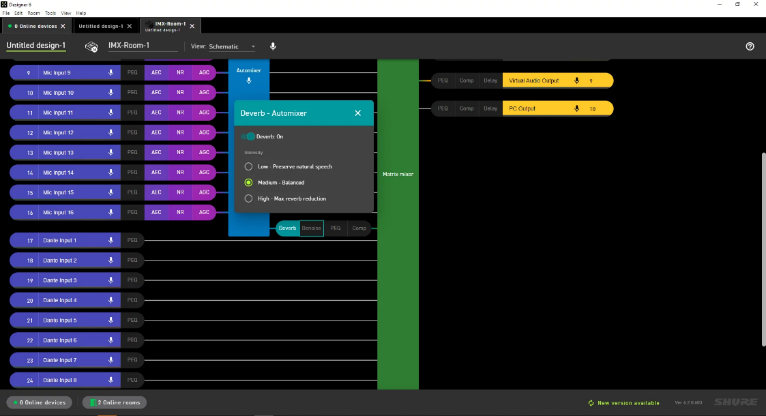 Designer 6
File Edit Room Tools View Help
0 Online devices
Untitled design-1
IMX-Room-1
Untitled design-1
Untitled design-1
IMX-Room-1
View: Schematic
9 Mic Input 9 PEQ AEC NR AGC
10 Mic Input 10 PEQ AEC NR AGC
11 Mic Input 11 PEQ AEC NR AGC
12 Mic Input 12 PEQ AEC NR AGC
13 Mic Input 13 PEQ AEC NR AGC
14 Mic Input 14 PEQ AEC NR AGC
15 Mic Input 15 PEQ AEC NR AGC
16 Mic Input 16 PEQ AEC NR AGC
17 Dante Input 1 PEQ
18 Dante Input 2 PEQ
19 Dante Input 3 PEQ
20 Dante Input 4 PEQ
21 Dante Input 5 PEQ
22 Dante Input 6 PEQ
23 Dante Input 7 PEQ
24 Dante Input 8 PEQ
Automixer
Deverb - Automixer
Deverb: On
Intensity
Low - Preserve natural speech
Medium - Balanced
High - Max reverb reduction
Deverb Denoise PEQ Comp
Matrix mixer
PEQ Comp Delay Virtual Audio Output 9
PEQ Comp Delay PC Output 10
0 Online devices
2 Online rooms
New version available
SHURE